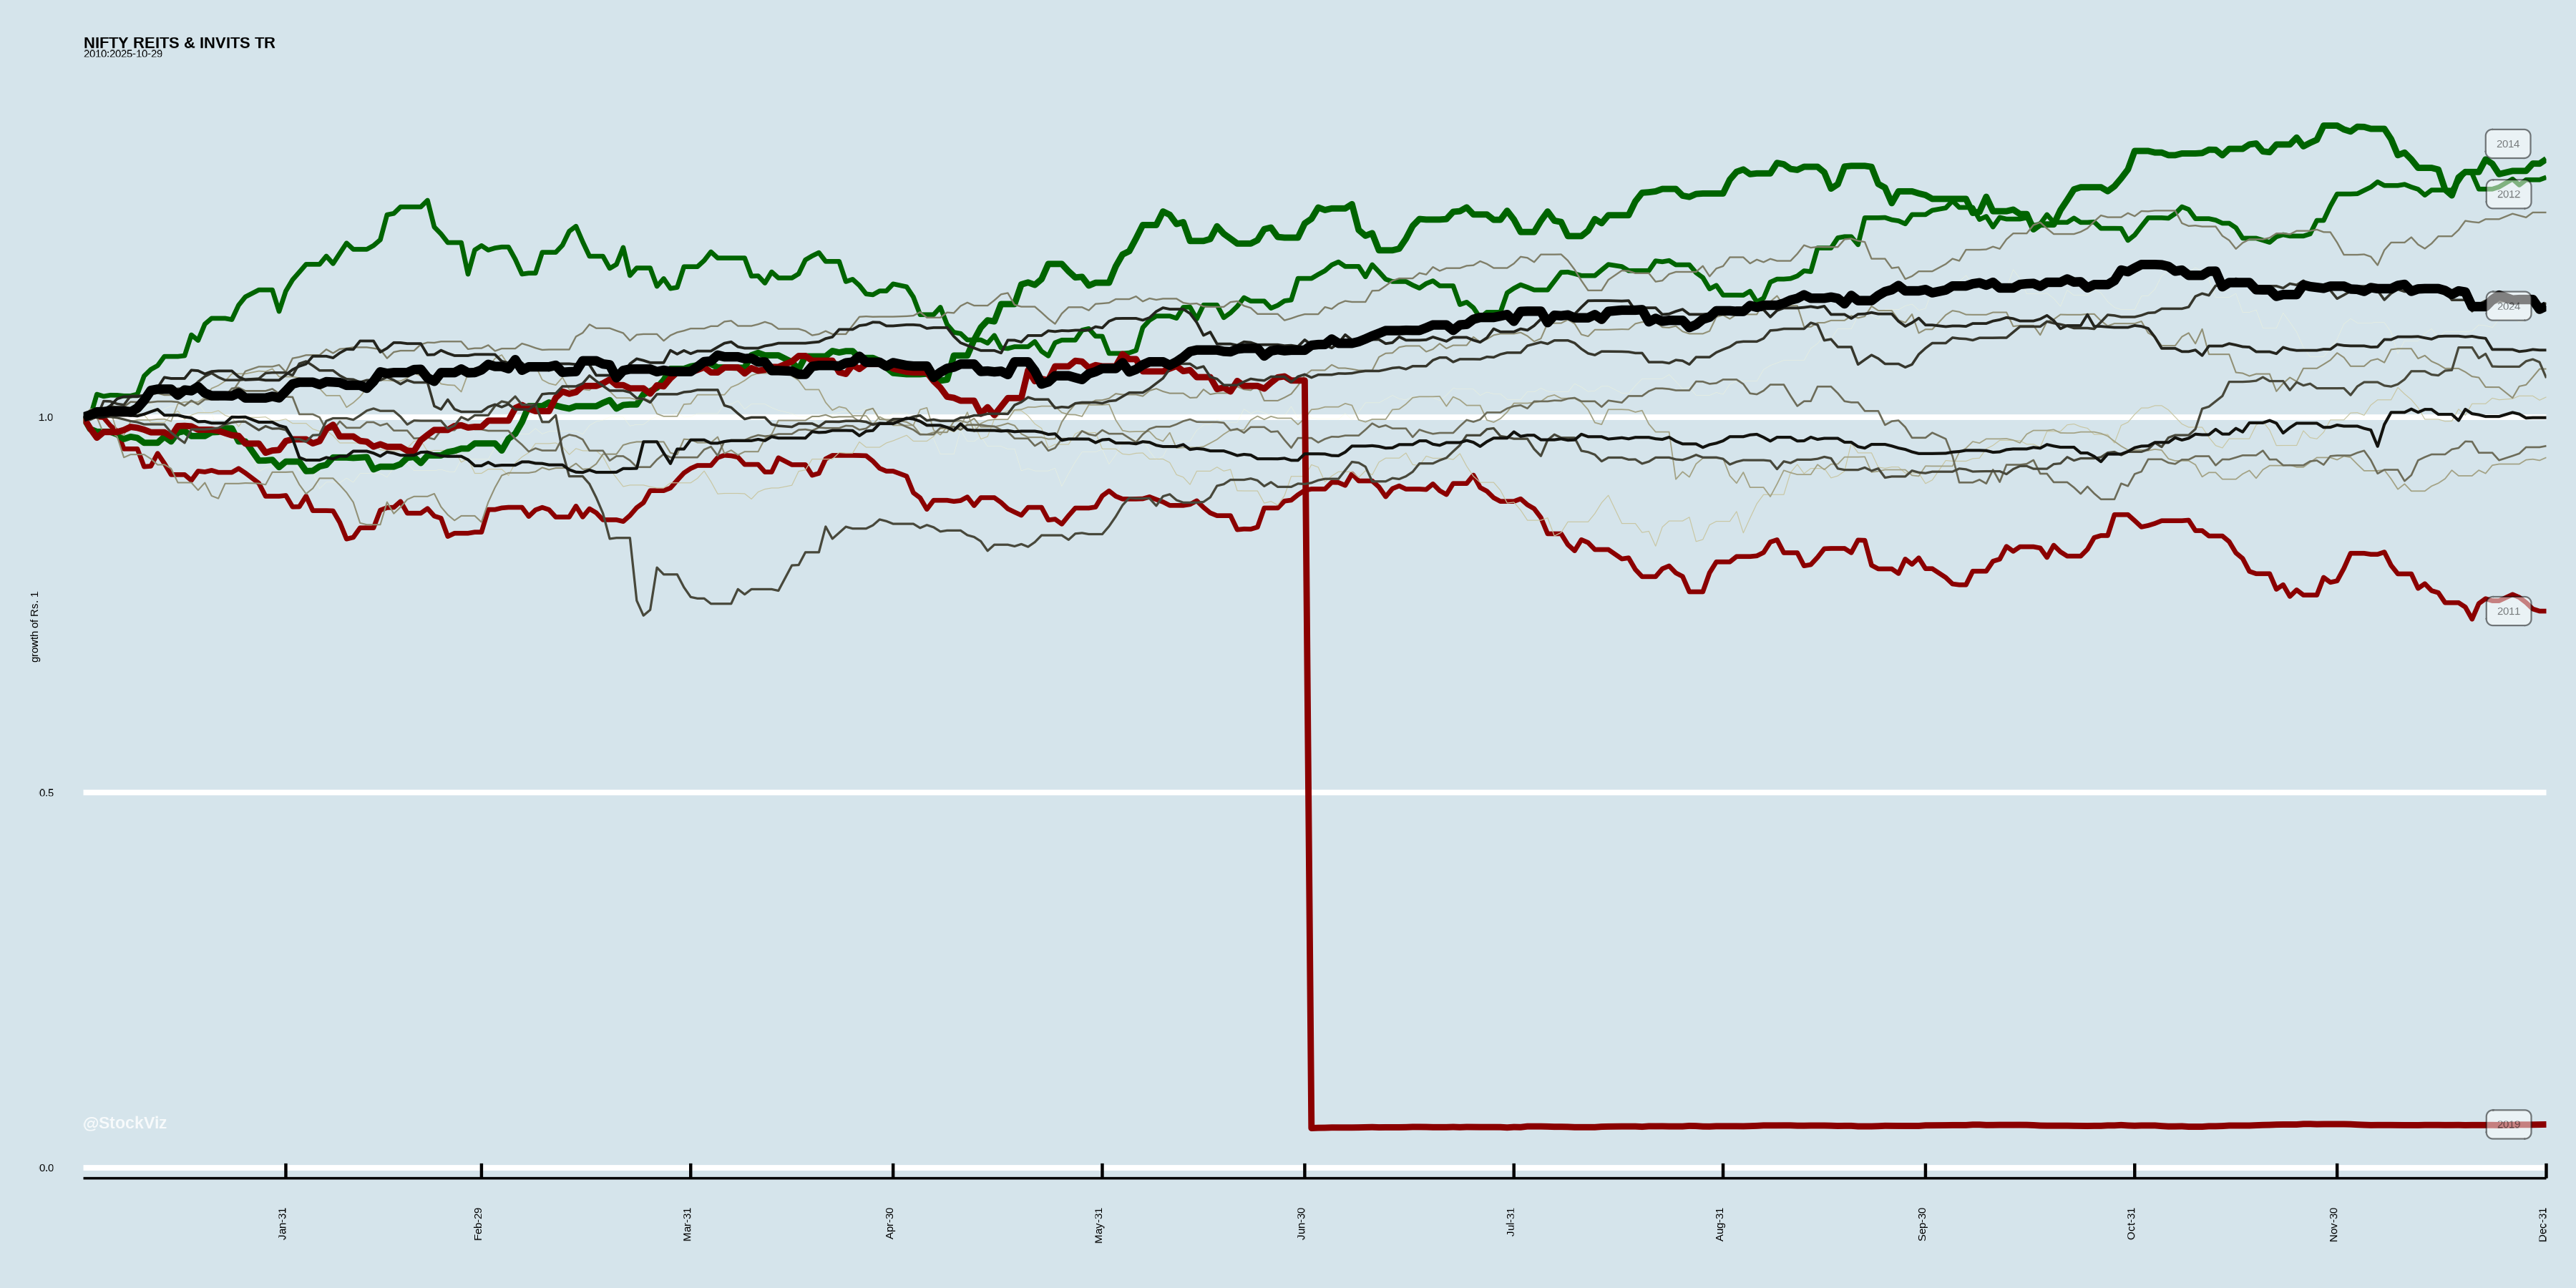 NIFTY REITS & INVITS TR
2010:2025-10-29
2014
2012
1.0
2024
growth of Rs. 1
2011
0.5
@StockViz
2019
0.0
Jan-31
Feb-29
Mar-31
Apr-30
May-31
Jun-30
Jul-31
Aug-31
Sep-30
Oct-31
Nov-30
Dec-31